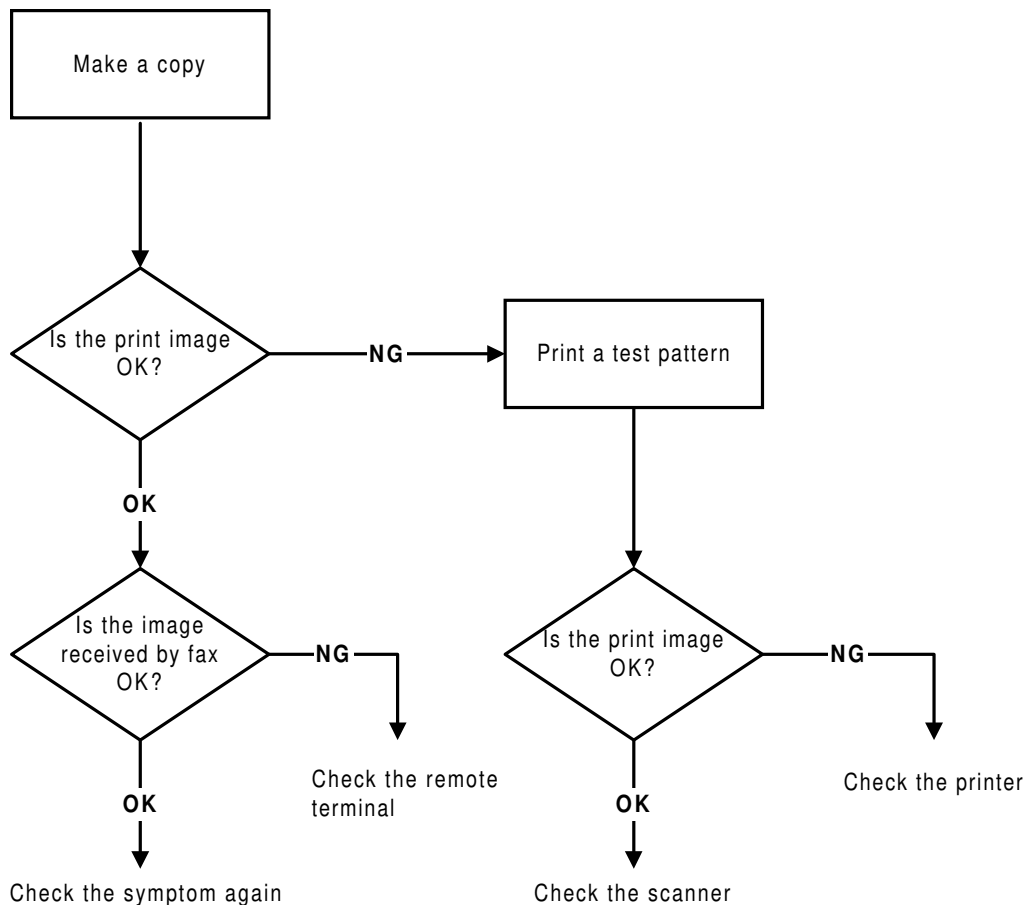 Make a copy
Is the print image
OK?
NG
Print a test pattern
OK
Is the image
received by fax
OK?
NG
Is the print image
OK?
NG
Check the remote
terminal
Check the printer
OK
OK
Check the symptom again
Check the scanner